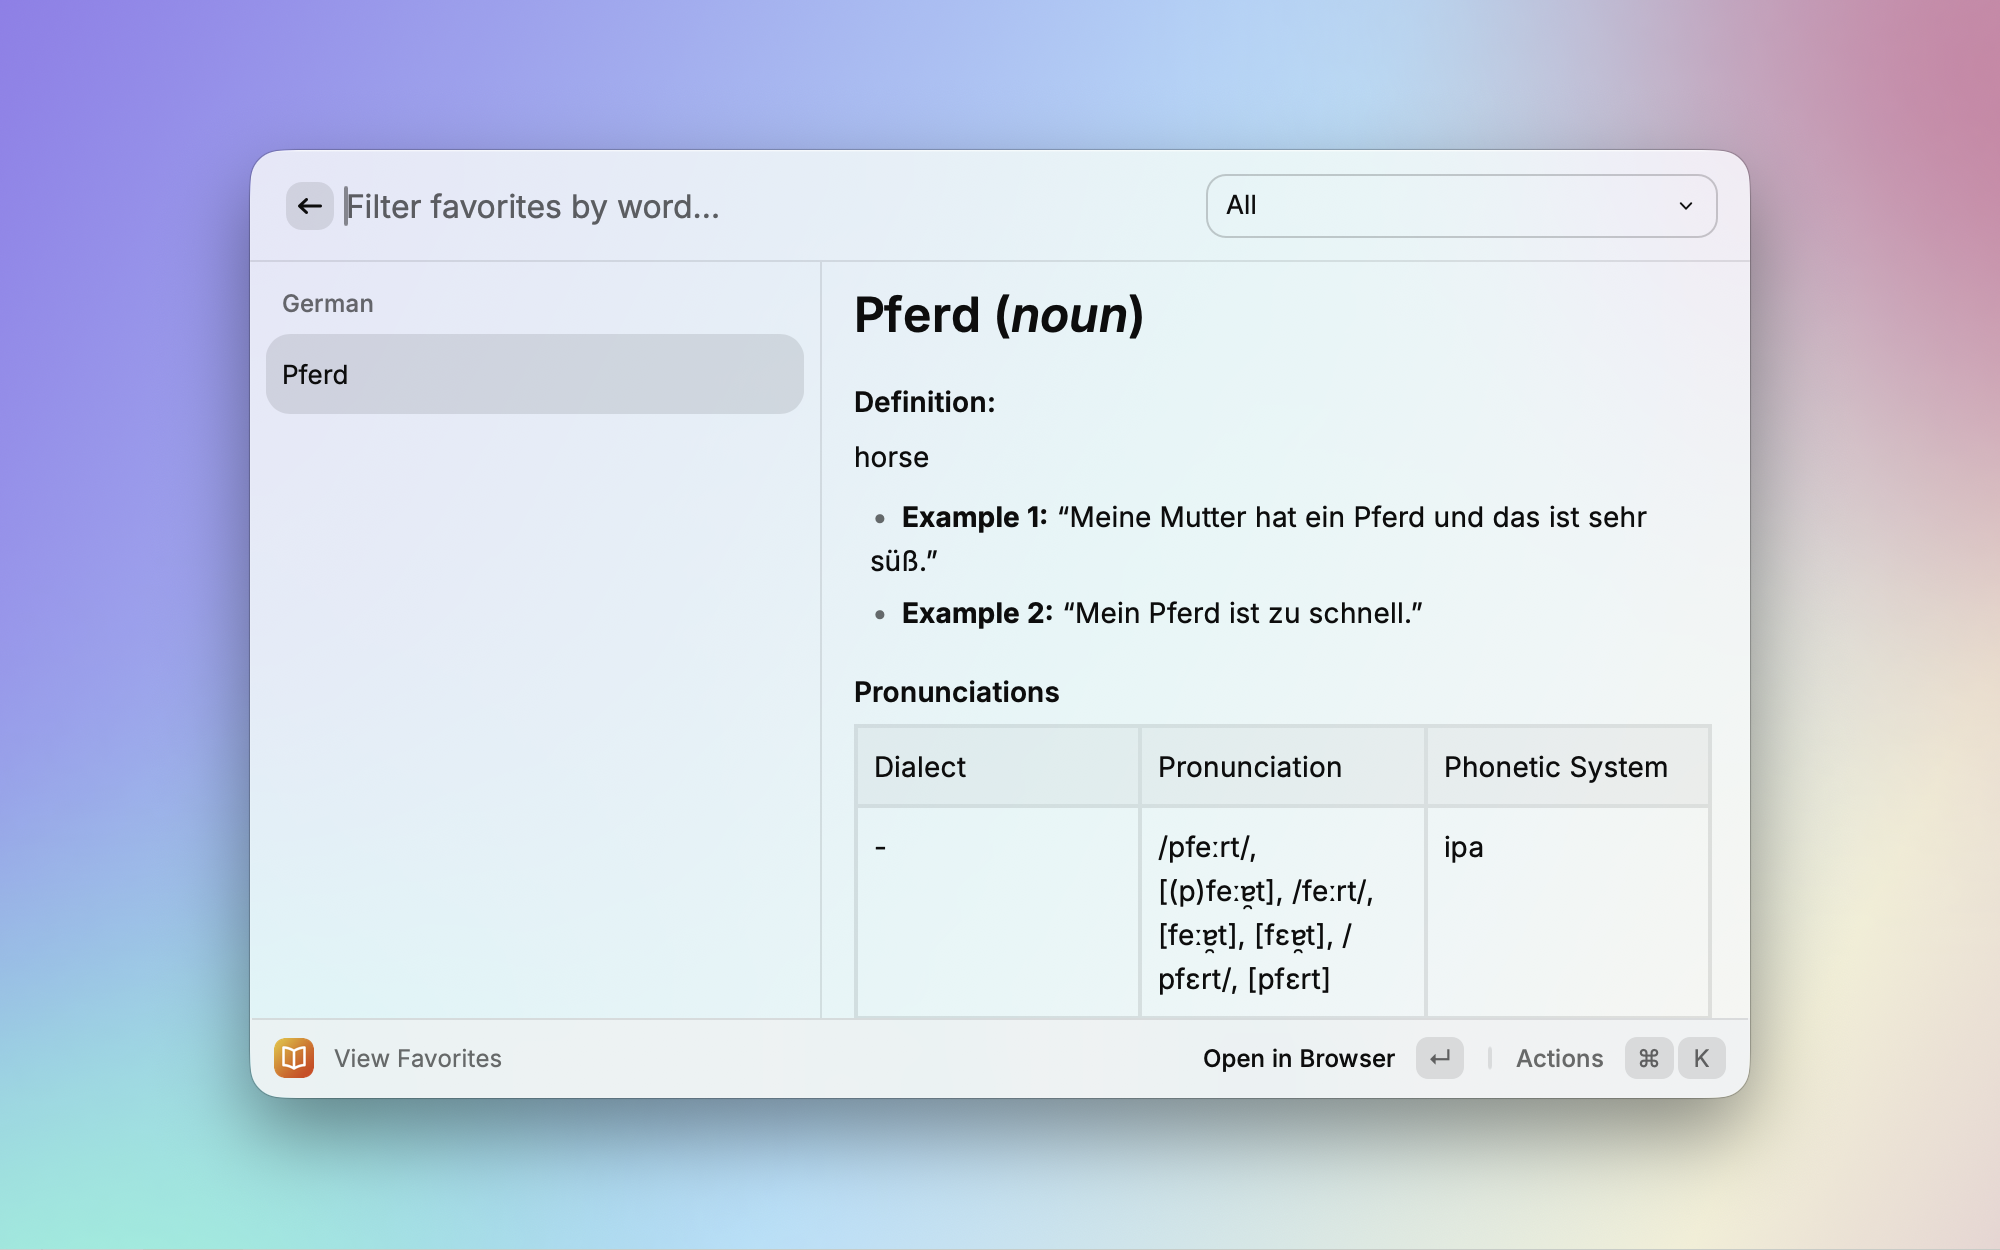 Filter favorites by word...
All
German
Pferd
Pferd (noun)
Definition:
horse
• Example 1: “Meine Mutter hat ein Pferd und das ist sehr
süß.”
• Example 2: “Mein Pferd ist zu schnell.”
Pronunciations
Dialect Pronunciation Phonetic System
- /pfeːrt/, ipa
[(p)feːɐ̯t], /feːrt/,
[feːɐ̯t], [fɛɐ̯t], /
pfɛrt/, [pfɛrt]
View Favorites
Open in Browser ↵ Actions ⌘ K